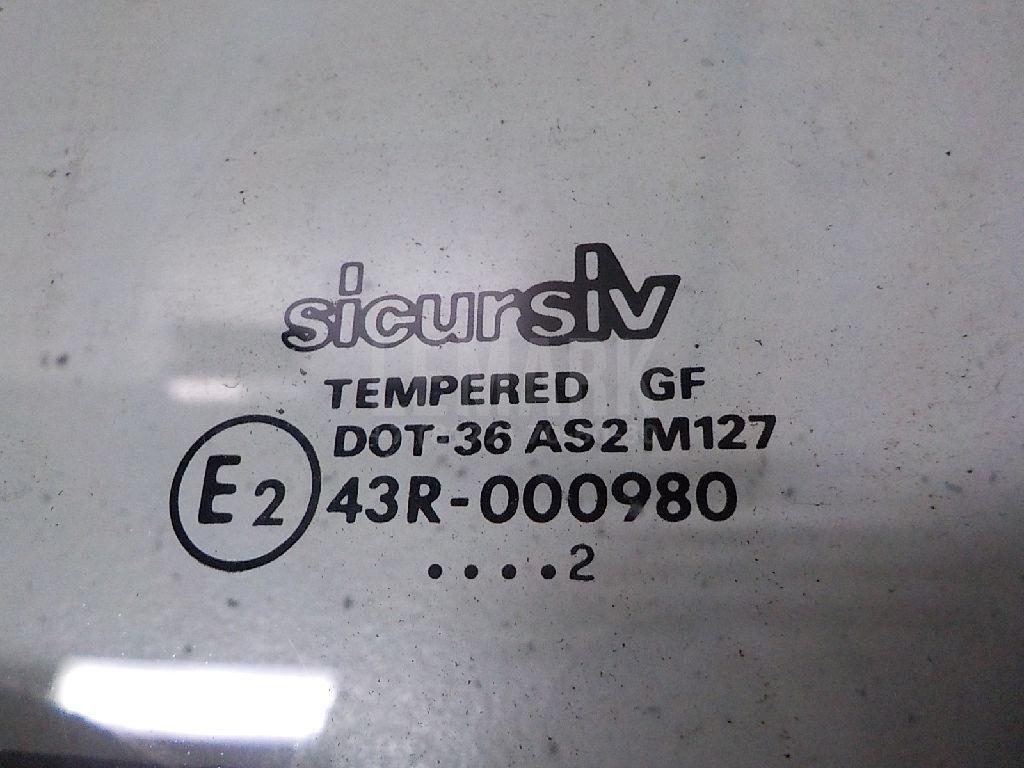 sicursiv
TEMPERED GF
DOT-36 AS2 M127
E2 43R-000980
....2